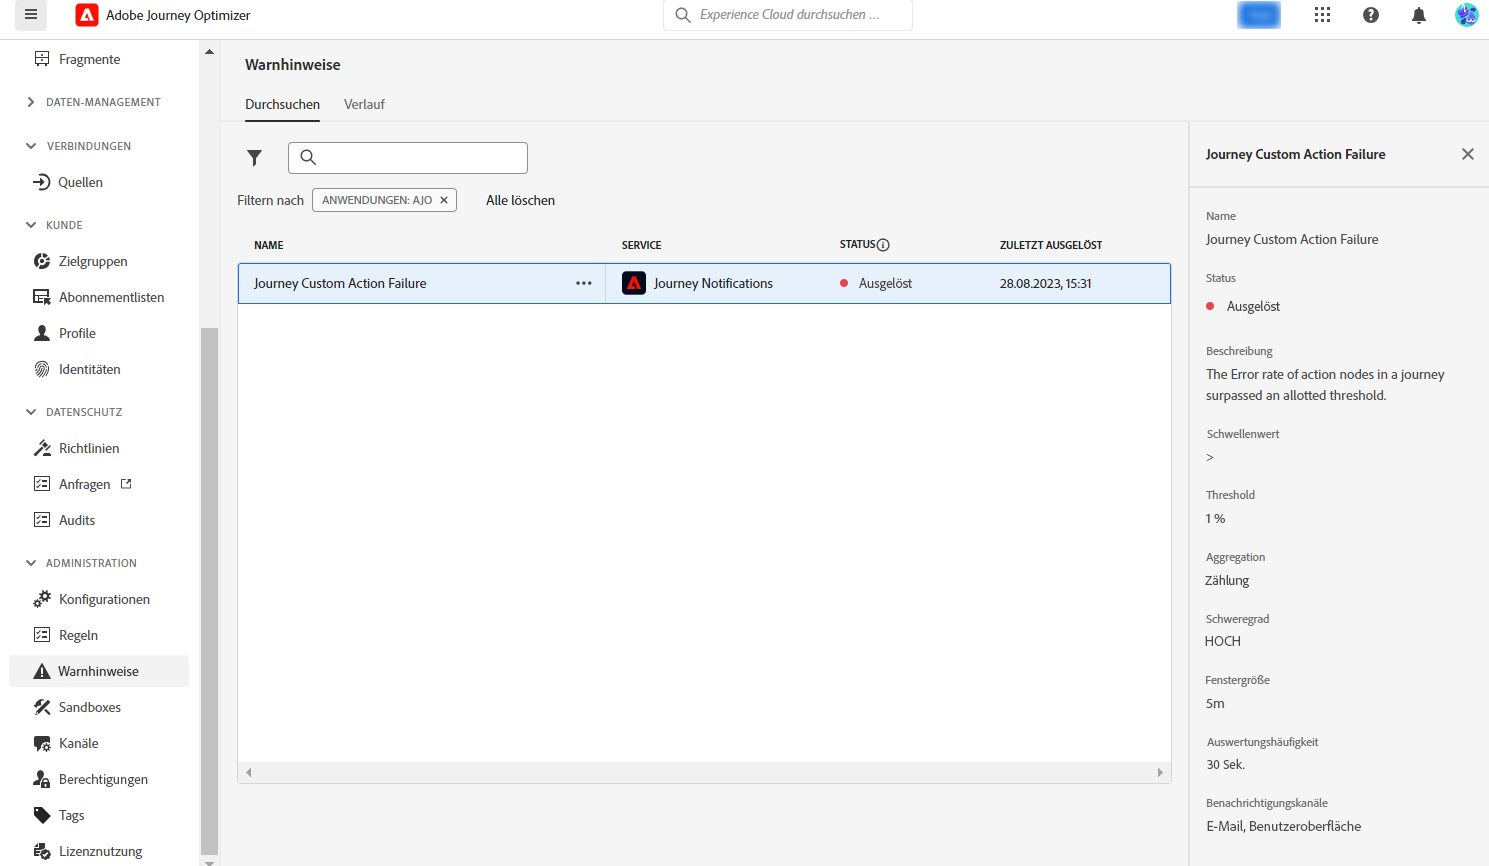 Adobe Journey Optimizer
Experience Cloud durchsuchen ...
Fragmente
DATEN-MANAGEMENT
VERBINDUNGEN
Quellen
KUNDE
Zielgruppen
Abonnementlisten
Profile
Identitäten
DATENSCHUTZ
Richtlinien
Anfragen
Audits
ADMINISTRATION
Konfigurationen
Regeln
Warnhinweise
Sandboxes
Kanäle
Berechtigungen
Tags
Lizenznutzung
Warnhinweise
Durchsuchen Verlauf
Filtern nach ANWENDUNGEN: AJO Alle löschen
NAME SERVICE STATUS ZULETZT AUSGELÖST
Journey Custom Action Failure Journey Notifications Ausgelöst 28.08.2023, 15:31
Journey Custom Action Failure
Name
Journey Custom Action Failure
Status
Ausgelöst
Beschreibung
The Error rate of action nodes in a journey
surpassed an allotted threshold.
Schwellenwert
>
Threshold
1 %
Aggregation
Zählung
Schweregrad
HOCH
Fenstergröße
5m
Auswertungshäufigkeit
30 Sek.
Benachrichtigungskanäle
E-Mail, Benutzeroberfläche